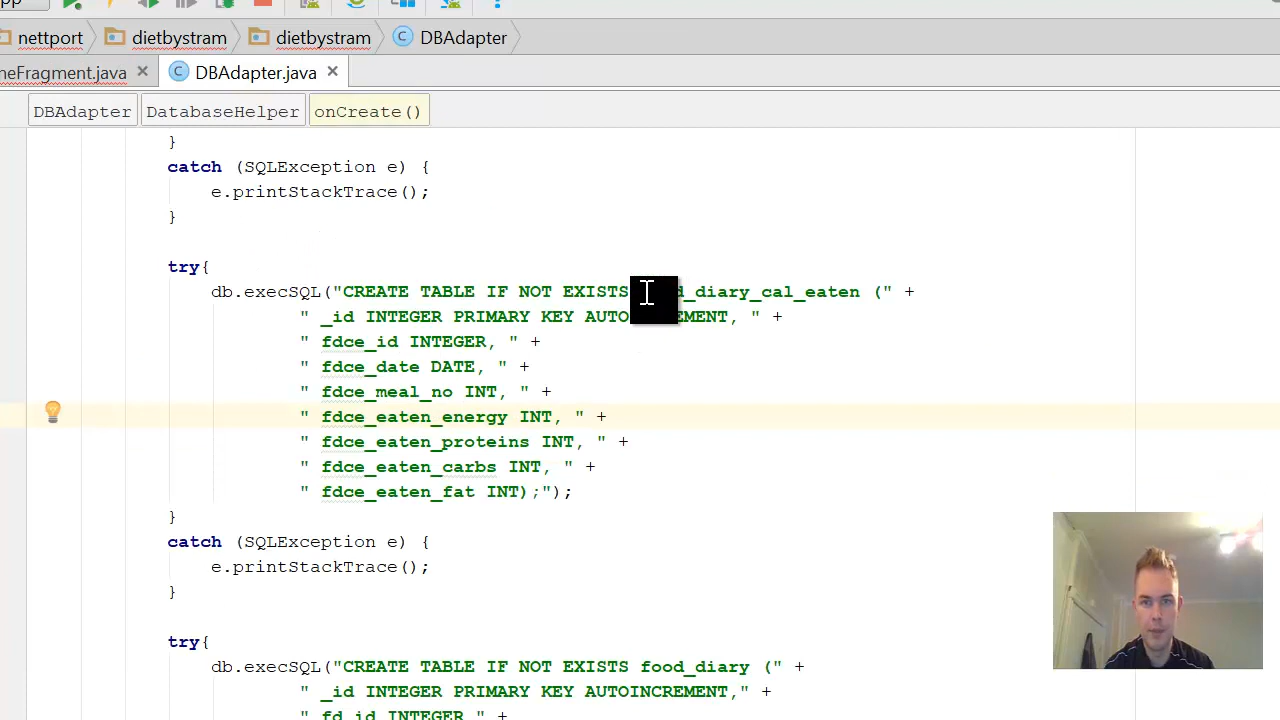 pp
nettport dietbystram dietbystram DBAdapter
neFragment.java DBAdapter.java
DBAdapter DatabaseHelper onCreate()
}
catch (SQLException e) {
e.printStackTrace();
}
try{
db.execSQL("CREATE TABLE IF NOT EXISTS d_diary_cal_eaten (" +
" _id INTEGER PRIMARY KEY AUTO EMENT, " +
" fdce_id INTEGER, " +
" fdce_date DATE, " +
" fdce_meal_no INT, " +
" fdce_eaten_energy INT, " +
" fdce_eaten_proteins INT, " +
" fdce_eaten_carbs INT, " +
" fdce_eaten_fat INT);");
}
catch (SQLException e) {
e.printStackTrace();
}
try{
db.execSQL("CREATE TABLE IF NOT EXISTS food_diary (" +
" _id INTEGER PRIMARY KEY AUTOINCREMENT," +
" fd_id INTEGER," +